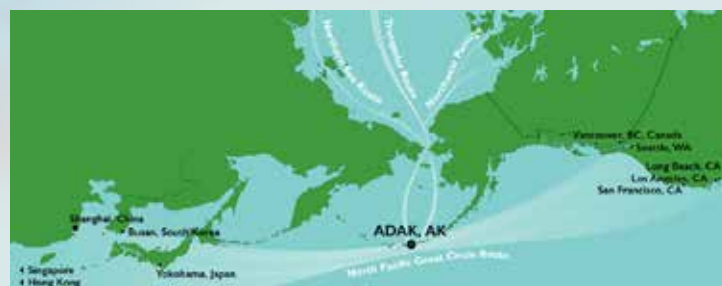 Northern Sea Route
Transpolar Route
Northwest Passage
Vancouver, BC, Canada
Seattle, WA
Long Beach, CA
Los Angeles, CA
San Francisco, CA
Shanghai, China
Busan, South Korea
ADAK, AK
North Pacific Great Circle Route
Yokohama, Japan
Singapore
Hong Kong